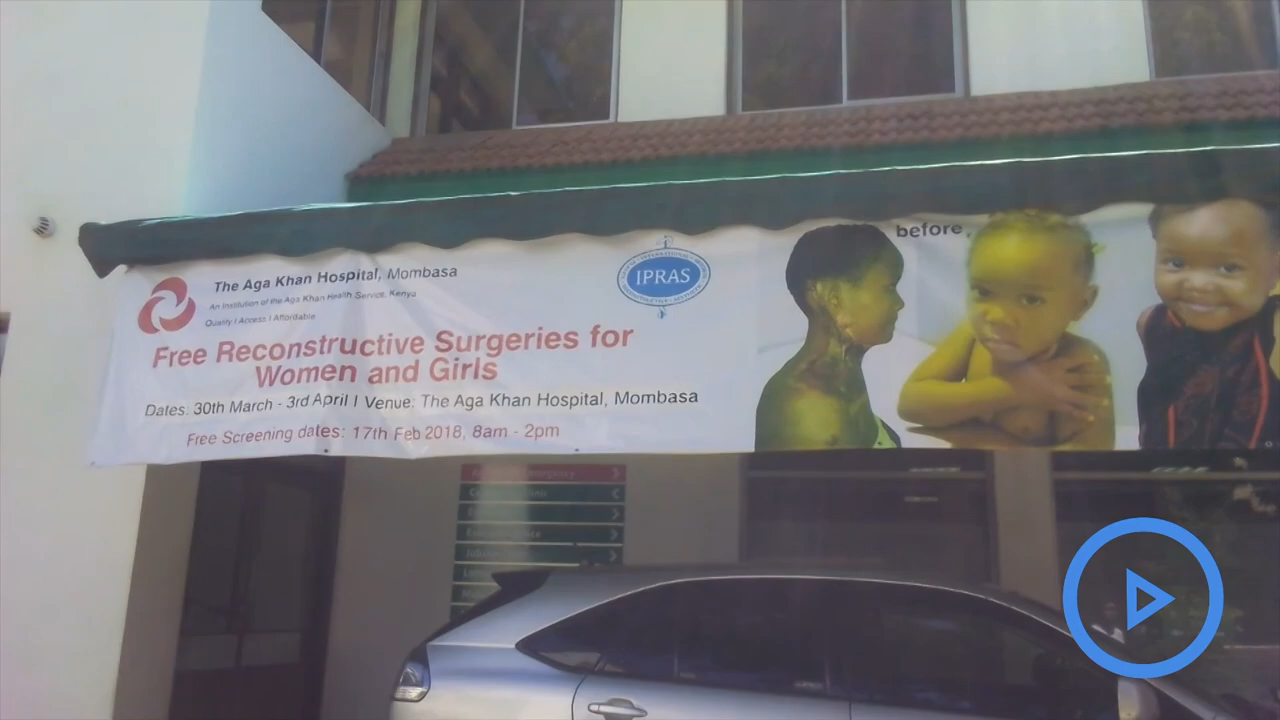 The Aga Khan Hospital, Mombasa
An Institution of the Aga Khan Health Service, Kenya
Quality I Access I Affordable
IPRAS
before
Free Reconstructive Surgeries for
Women and Girls
Dates: 30th March - 3rd April I Venue: The Aga Khan Hospital, Mombasa
Free Screening dates: 17th Feb 2018, 8am - 2pm